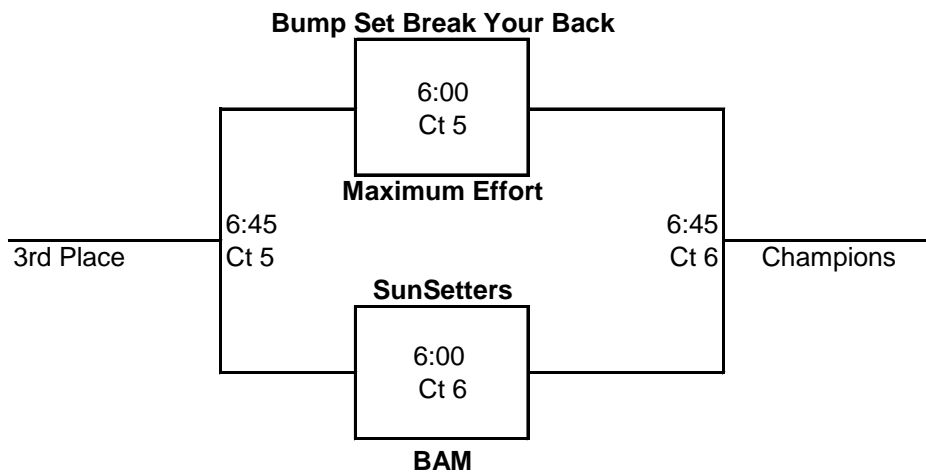 Bump Set Break Your Back
6:00
Ct 5
Maximum Effort
6:45
Ct 5
3rd Place
6:45
Ct 6
Champions
SunSetters
6:00
Ct 6
BAM